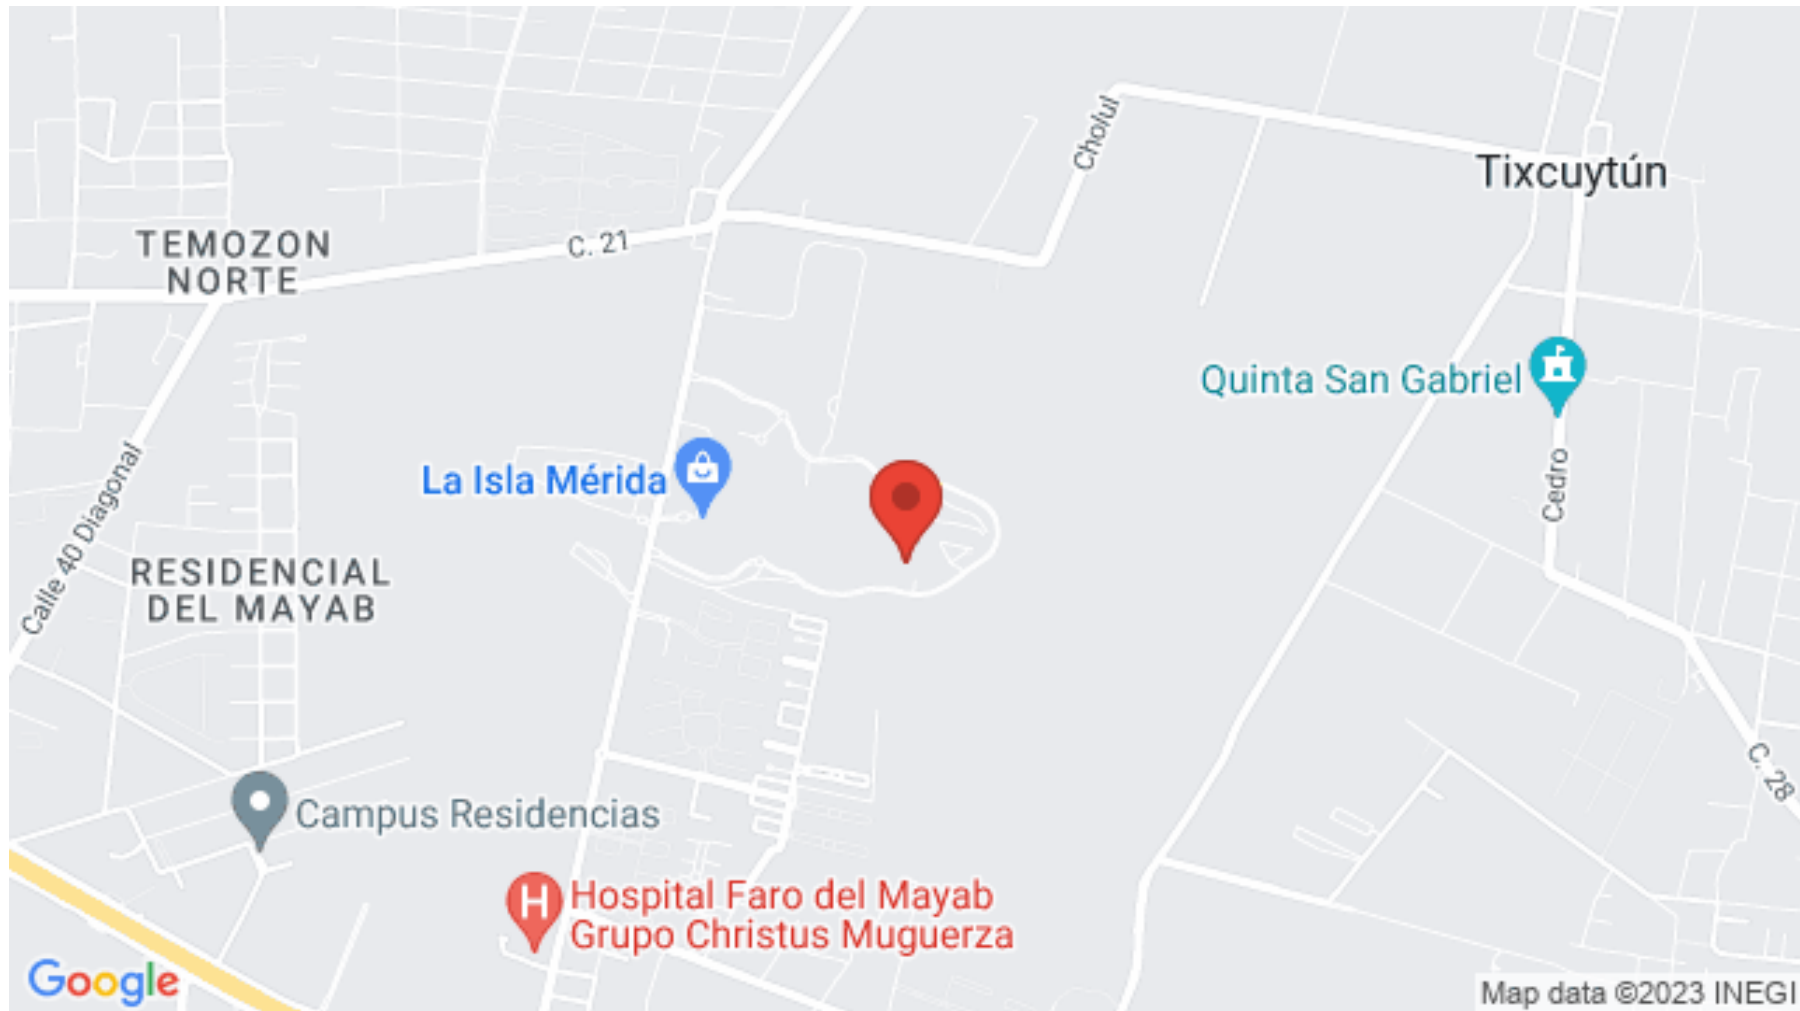 Cholul
Tixcuytún
TEMOZON
NORTE
C. 21
Quinta San Gabriel
La Isla Mérida
Calle 40 Diagonal
Cedro
RESIDENCIAL
DEL MAYAB
C. 28
Campus Residencias
H
Hospital Faro del Mayab
Grupo Christus Muguerza
Google
Map data ©2023 INEGI